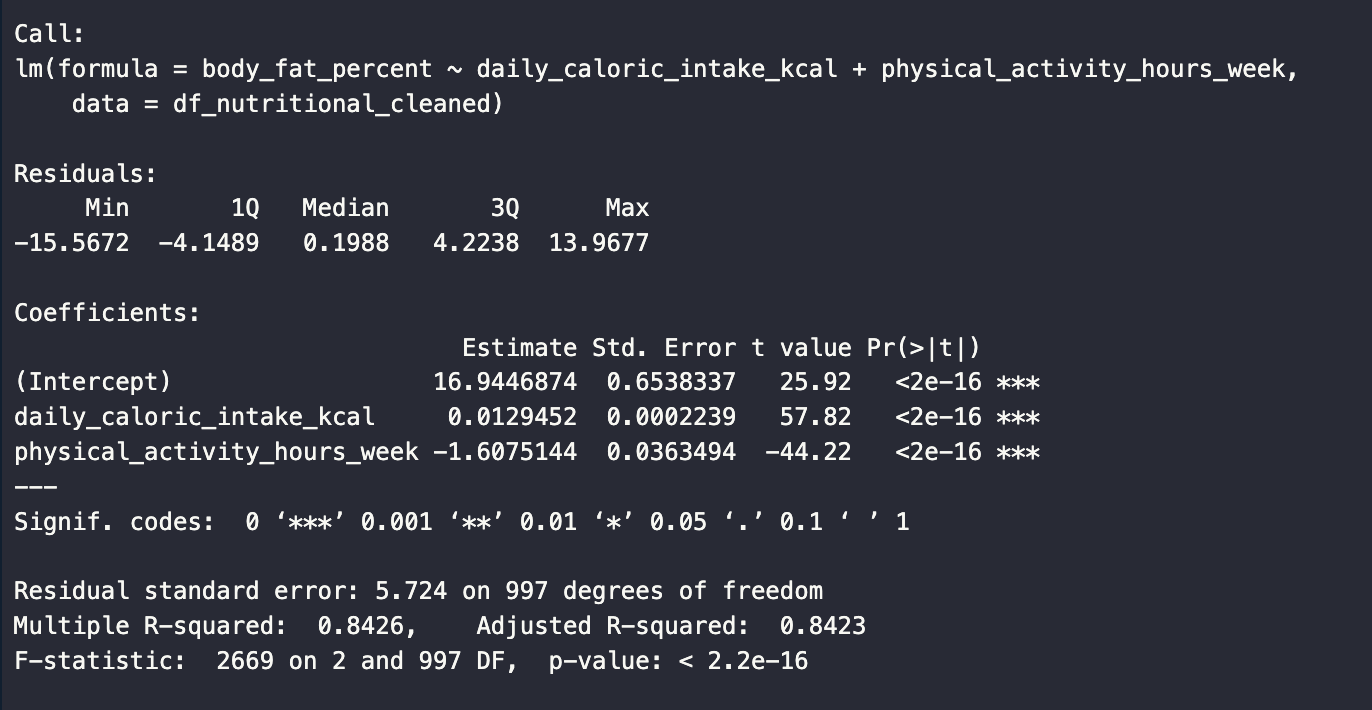 Call:
lm(formula = body_fat_percent ~ daily_caloric_intake_kcal + physical_activity_hours_week,
    data = df_nutritional_cleaned)

Residuals:
     Min       1Q   Median       3Q      Max
-15.5672  -4.1489   0.1988   4.2238  13.9677

Coefficients:
                               Estimate Std. Error t value Pr(>|t|)
(Intercept)                  16.9446874  0.6538337   25.92   <2e-16 ***
daily_caloric_intake_kcal     0.0129452  0.0002239   57.82   <2e-16 ***
physical_activity_hours_week -1.6075144  0.0363494  -44.22   <2e-16 ***
---
Signif. codes:  0 ‘***’ 0.001 ‘**’ 0.01 ‘*’ 0.05 ‘.’ 0.1 ‘ ’ 1

Residual standard error: 5.724 on 997 degrees of freedom
Multiple R-squared:  0.8426,    Adjusted R-squared:  0.8423
F-statistic:  2669 on 2 and 997 DF,  p-value: < 2.2e-16